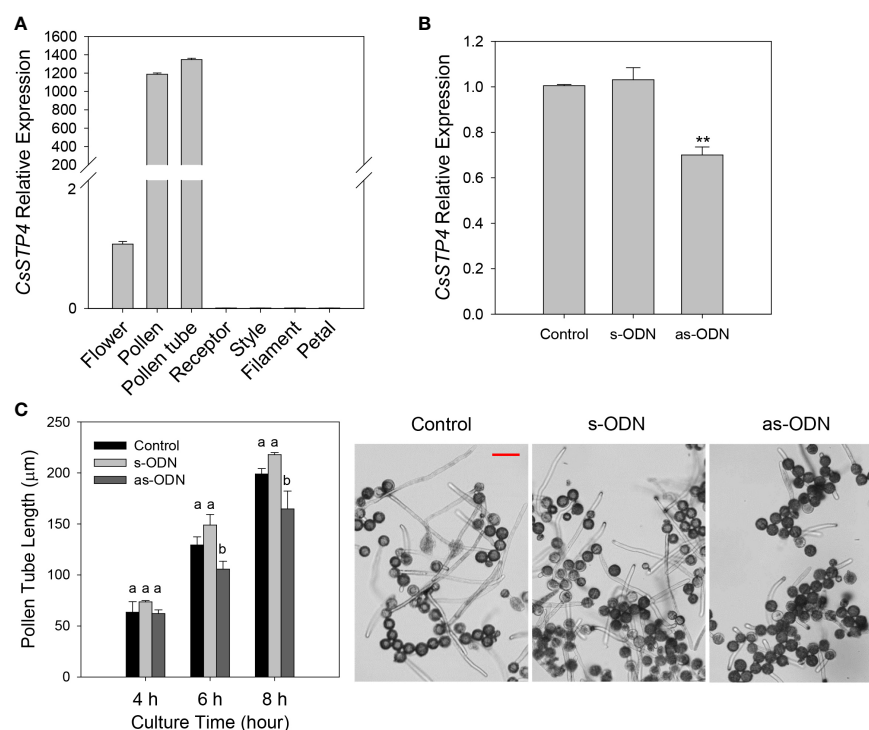 A
CsSTP4 Relative Expression
1600
1400
1200
1000
800
600
400
200
2
0
Flower
Pollen
Pollen tube
Receptor
Style
Filament
Petal
B
CsSTP4 Relative Expression
1.2
1.0
0.8
0.6
0.4
0.2
0.0
**
Control
s-ODN
as-ODN
C
Pollen Tube Length (μm)
250
200
150
100
50
0
Control
s-ODN
as-ODN
a a a
a a
b
a a
b
4 h
6 h
8 h
Culture Time (hour)
Control
s-ODN
as-ODN